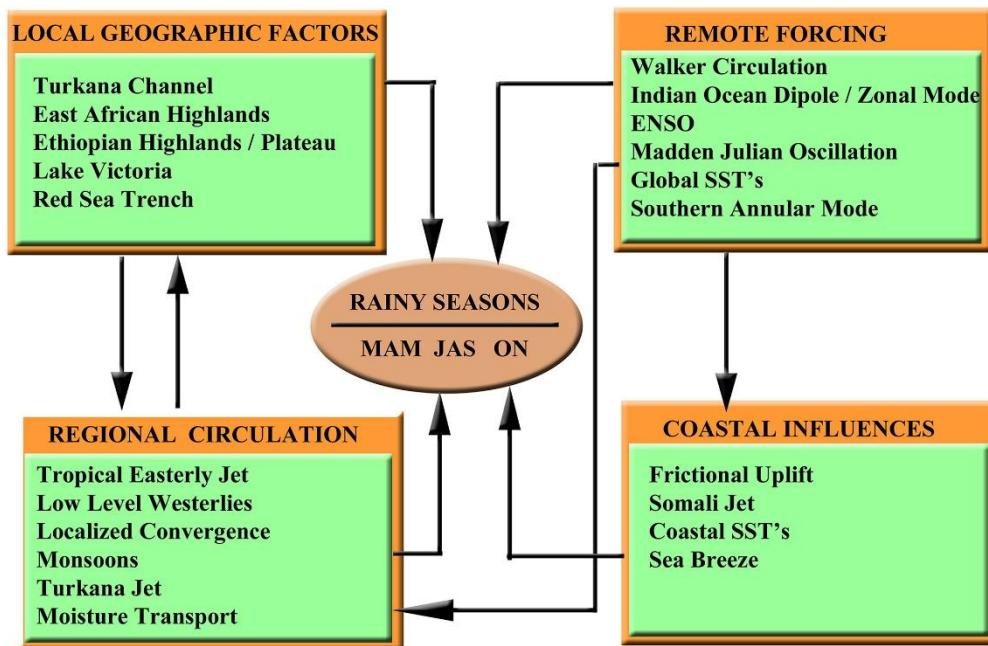 LOCAL GEOGRAPHIC FACTORS
Turkana Channel
East African Highlands
Ethiopian Highlands / Plateau
Lake Victoria
Red Sea Trench
REMOTE FORCING
Walker Circulation
Indian Ocean Dipole / Zonal Mode
ENSO
Madden Julian Oscillation
Global SST's
Southern Annular Mode
RAINY SEASONS
MAM JAS ON
REGIONAL CIRCULATION
Tropical Easterly Jet
Low Level Westerlies
Localized Convergence
Monsoons
Turkana Jet
Moisture Transport
COASTAL INFLUENCES
Frictional Uplift
Somali Jet
Coastal SST's
Sea Breeze